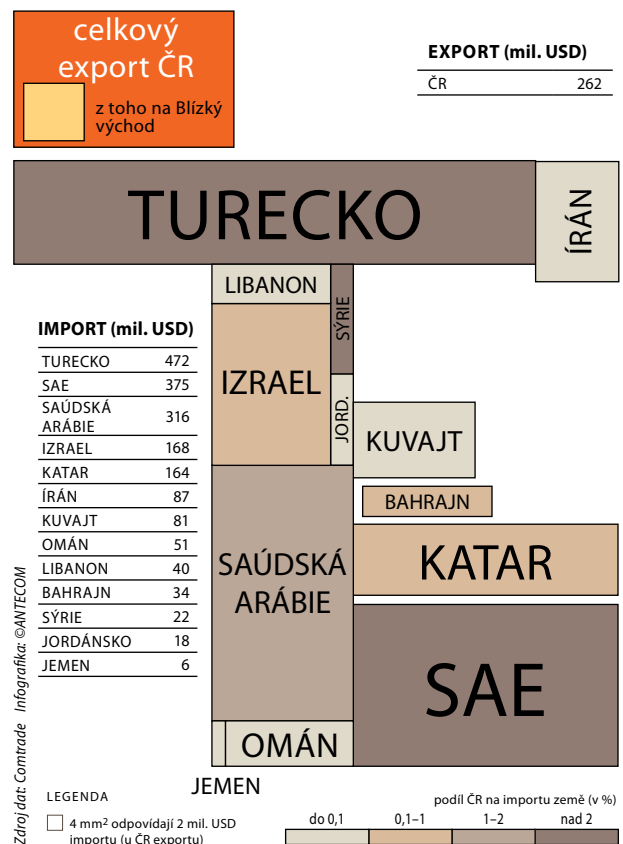 celkový
export ČR
z toho na Blízký
východ
EXPORT (mil. USD)
ČR 262
TURECKO
ÍRÁN
LIBANON
SÝRIE
IZRAEL
JORD.
KUVAJT
BAHRAJN
KATAR
SAÚDSKÁ
ARÁBIE
SAE
OMÁN
JEMEN
IMPORT (mil. USD)
TURECKO 472
SAE 375
SAÚDSKÁ
ARÁBIE 316
IZRAEL 168
KATAR 164
ÍRÁN 87
KUVAJT 81
OMÁN 51
LIBANON 40
BAHRAJN 34
SÝRIE 22
JORDÁNSKO 18
JEMEN 6
Zdroj dat: Comtrade Infografika: ©ANTECOM
LEGENDA
4 mm² odpovídají 2 mil. USD
importu (u ČR exportu)
podíl ČR na importu země (v %)
do 0,1 0,1–1 1–2 nad 2